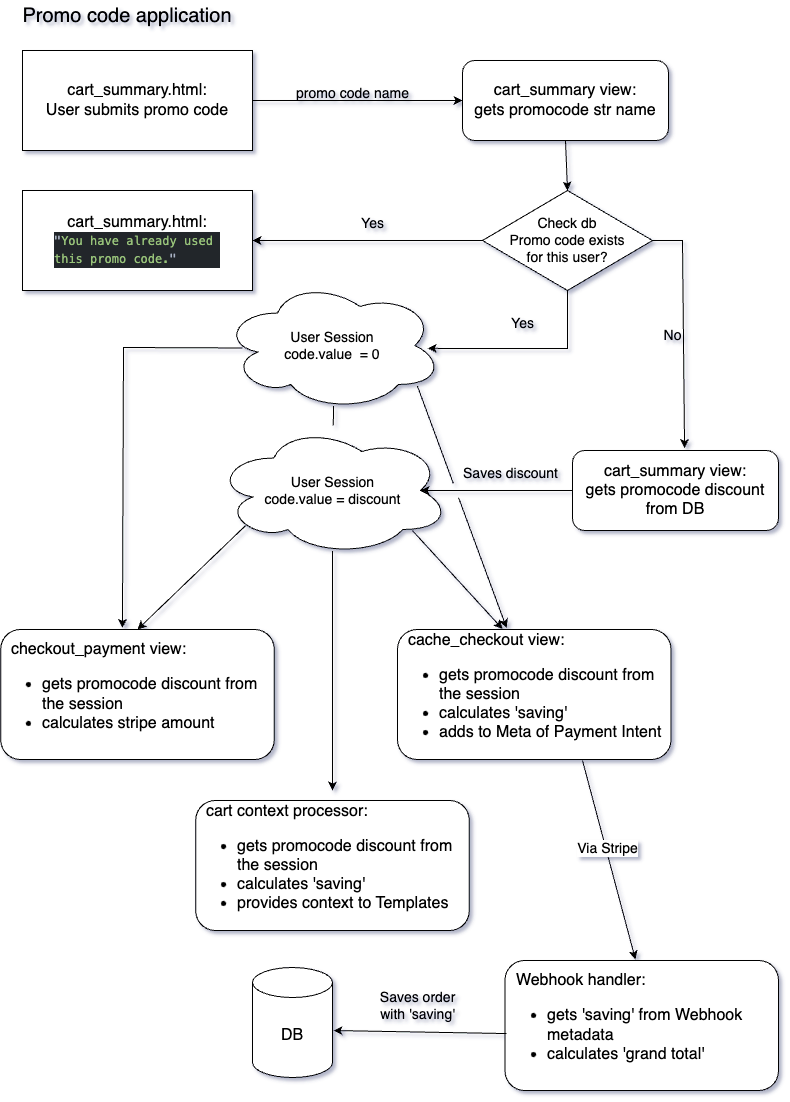 Promo code application
cart_summary.html:
User submits promo code
promo code name
cart_summary view:
gets promocode str name
cart_summary.html:
"You have already used
this promo code."
Yes
Check db
Promo code exists
for this user?
Yes
No
User Session
code.value  = 0
User Session
code.value = discount
Saves discount
cart_summary view:
gets promocode discount
from DB
checkout_payment view:
• gets promocode discount from
the session
• calculates stripe amount
cache_checkout view:
• gets promocode discount from
the session
• calculates 'saving'
• adds to Meta of Payment Intent
cart context processor:
• gets promocode discount from
the session
• calculates 'saving'
• provides context to Templates
Via Stripe
Webhook handler:
• gets 'saving' from Webhook
metadata
• calculates 'grand total'
Saves order
with 'saving'
DB